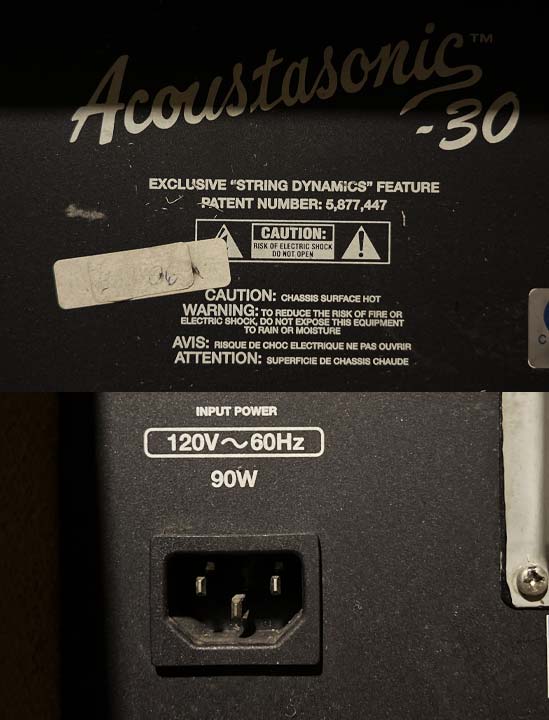 Acoustasonic™
-30
EXCLUSIVE "STRING DYNAMICS" FEATURE
PATENT NUMBER: 5,877,447
CAUTION:
RISK OF ELECTRIC SHOCK
DO NOT OPEN
CAUTION: CHASSIS SURFACE HOT
WARNING: TO REDUCE THE RISK OF FIRE OR
ELECTRIC SHOCK, DO NOT EXPOSE THIS EQUIPMENT
TO RAIN OR MOISTURE
AVIS: RISQUE DE CHOC ELECTRIQUE NE PAS OUVRIR
ATTENTION: SUPERFICIE DE CHASSIS CHAUDE
INPUT POWER
120V~60Hz
90W